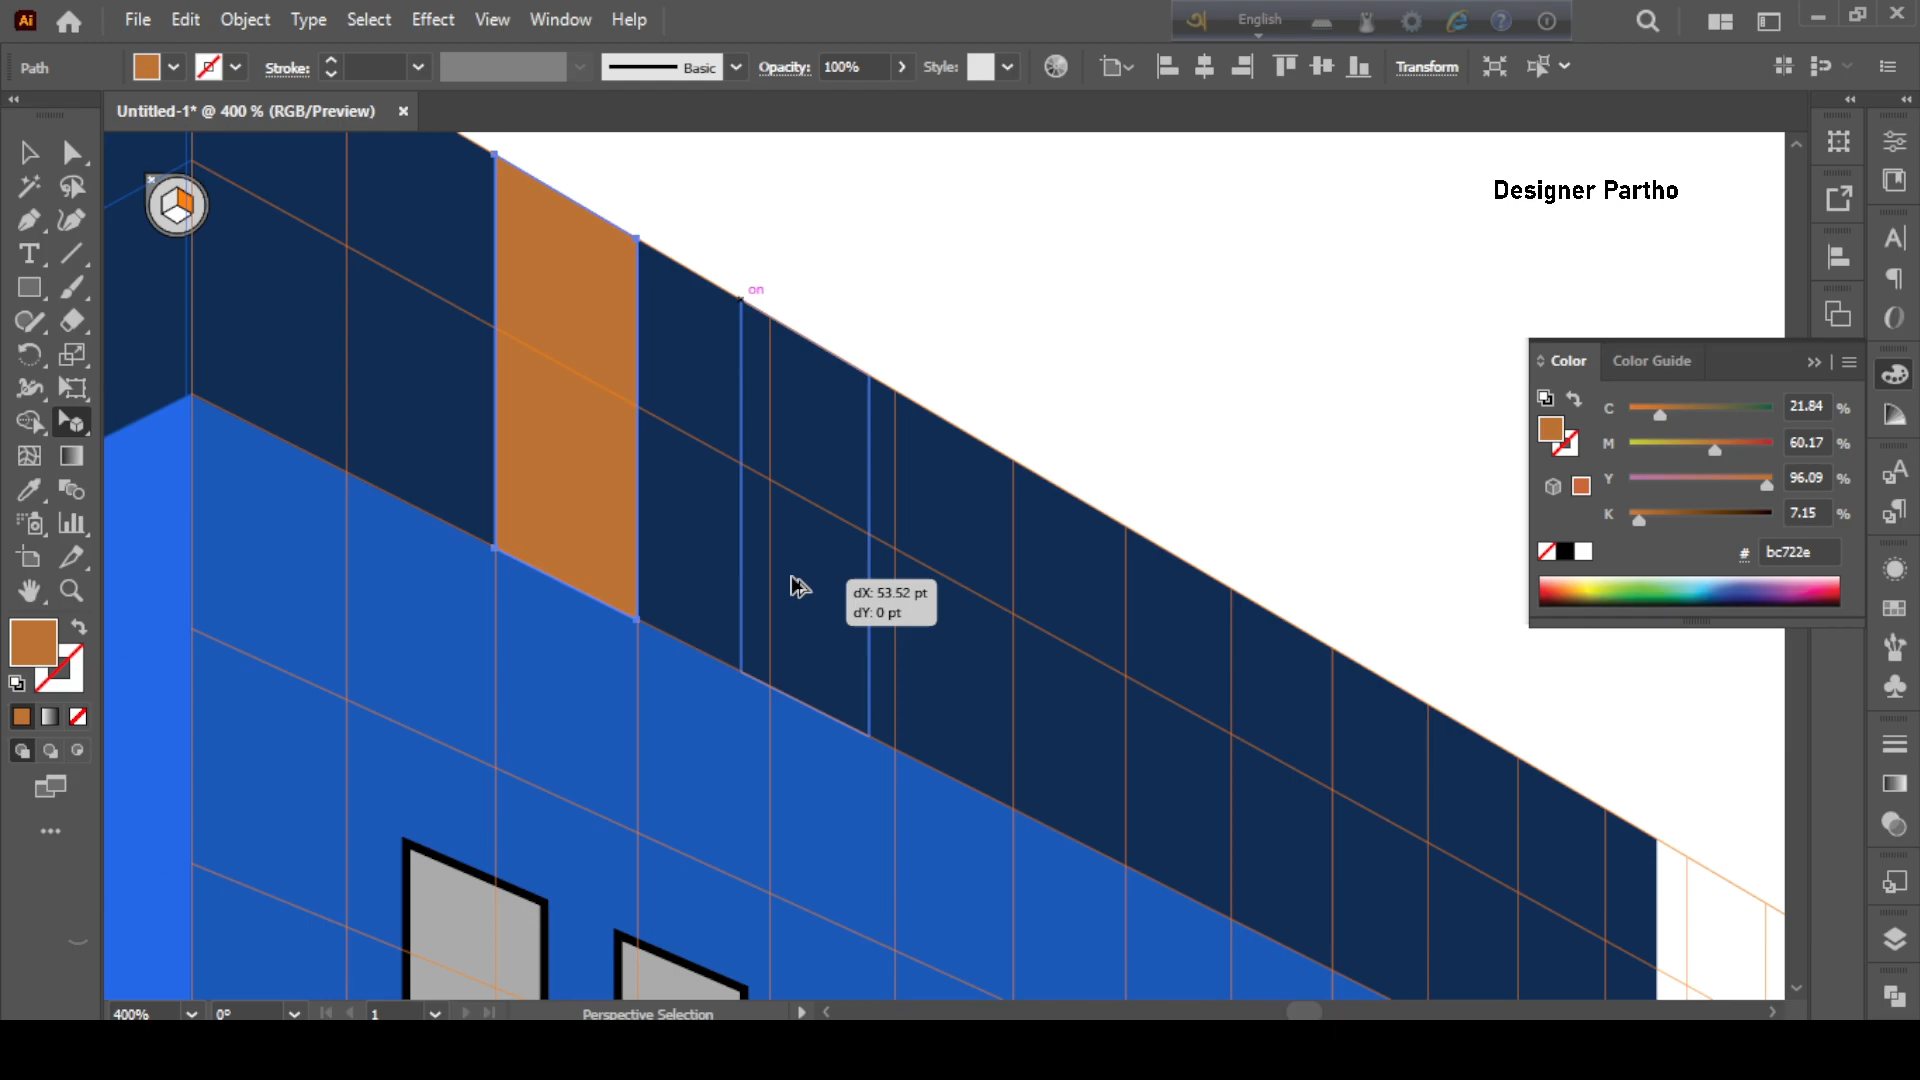 Ai
File Edit Object Type Select Effect View Window Help
English
Path
Stroke:
Basic
Opacity: 100%
Style:
Transform
Untitled-1* @ 400 % (RGB/Preview)
Designer Partho
on
Color Color Guide
C 21.84 %
M 60.17 %
Y 96.09 %
K 7.15 %
# bc722e
dX: 53.52 pt
dY: 0 pt
400% 0° 1 Perspective Selection